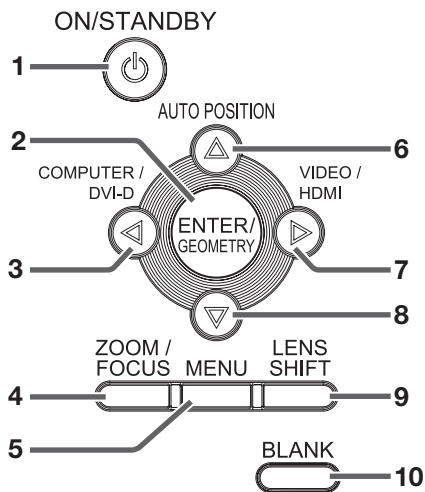 ON/STANDBY
1
AUTO POSITION
2
6
COMPUTER /
DVI-D
VIDEO /
HDMI
ENTER/
GEOMETRY
3
7
8
ZOOM /
FOCUS
MENU
LENS
SHIFT
4
9
5
BLANK
10